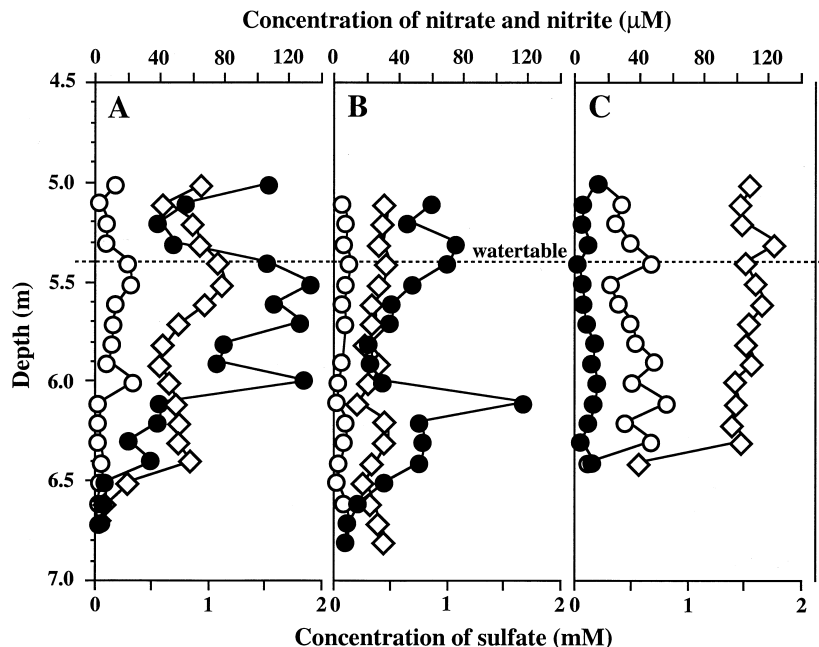 Concentration of nitrate and nitrite (μM)
0 40 80 120 0 40 80 120 0 40 80 120
4.5
A B C
5.0
watertable
5.5
Depth (m)
6.0
6.5
7.0
0 1 2 0 1 2 0 1 2
Concentration of sulfate (mM)